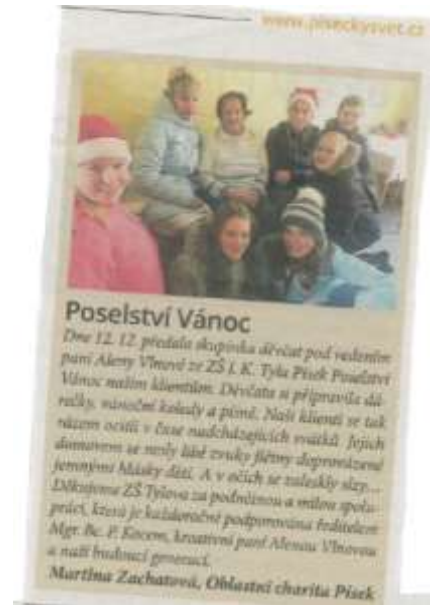 www.piseckysvet.cz
Poselství Vánoc
Dne 12. 12. předala skupinka děvčat pod vedením
paní Aleny Vlnové ze ZŠ J. K. Tyla Písek Poselství
Vánoc našim klientům. Děvčata si připravila dá-
rečky, vánoční koledy a písně. Naši klienti se tak
rázem ocitli v čase nadcházejících svátků. Jejich
domovem se nesly libé zvuky flétny doprovázené
jemnými hlásky dětí. A v očích se zaleskly slzy...
Děkujeme ZŠ Tylova za podnětnou a milou spolu-
práci, která je každoročně podporována ředitelem
Mgr. Bc. P. Kocem, kreativní paní Alenou Vlnovou
a naší budoucí generací.
Martina Zachatová, Oblastní charita Písek